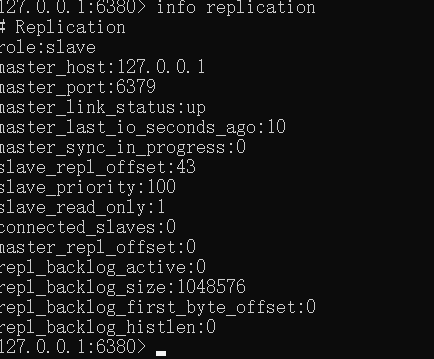 127.0.0.1:6380> info replication
# Replication
role:slave
master_host:127.0.0.1
master_port:6379
master_link_status:up
master_last_io_seconds_ago:10
master_sync_in_progress:0
slave_repl_offset:43
slave_priority:100
slave_read_only:1
connected_slaves:0
master_repl_offset:0
repl_backlog_active:0
repl_backlog_size:1048576
repl_backlog_first_byte_offset:0
repl_backlog_histlen:0
127.0.0.1:6380>